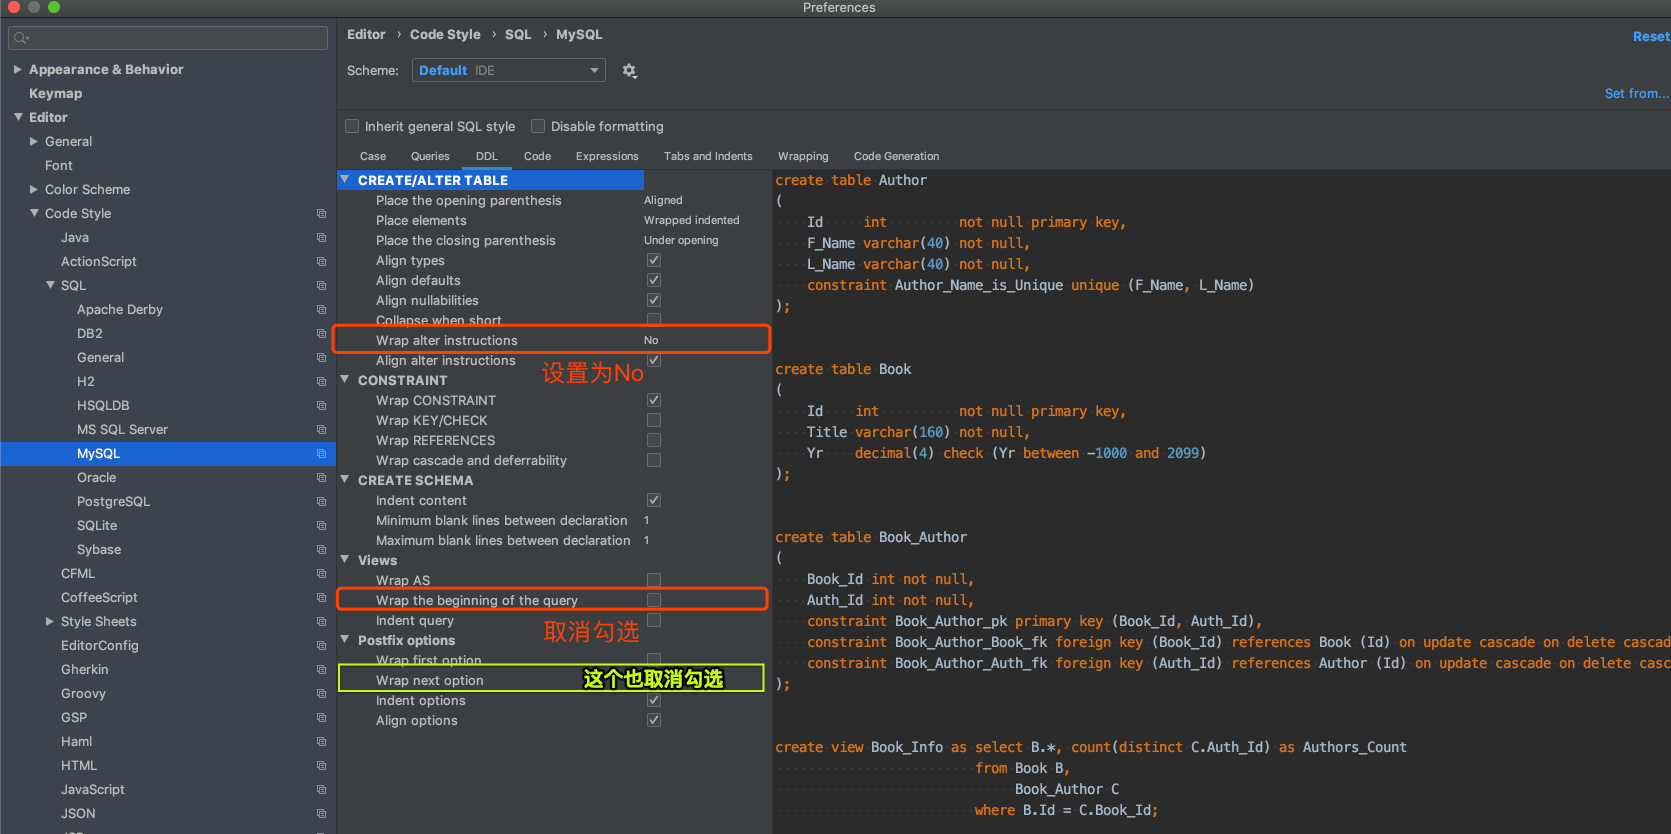 Preferences
Appearance & Behavior
Keymap
Editor
General
Font
Color Scheme
Code Style
Java
ActionScript
SQL
Apache Derby
DB2
General
H2
HSQLDB
MS SQL Server
MySQL
Oracle
PostgreSQL
SQLite
Sybase
CFML
CoffeeScript
Style Sheets
EditorConfig
Gherkin
Groovy
GSP
Haml
HTML
JavaScript
JSON
Editor › Code Style › SQL › MySQL
Reset
Scheme: Default IDE
Set from...
Inherit general SQL style Disable formatting
Case Queries DDL Code Expressions Tabs and Indents Wrapping Code Generation
CREATE/ALTER TABLE
Place the opening parenthesis Aligned
Place elements Wrapped indented
Place the closing parenthesis Under opening
Align types
Align defaults
Align nullabilities
Collapse when short
Wrap alter instructions No
Align alter instructions
设置为No
CONSTRAINT
Wrap CONSTRAINT
Wrap KEY/CHECK
Wrap REFERENCES
Wrap cascade and deferrability
CREATE SCHEMA
Indent content
Minimum blank lines between declaration 1
Maximum blank lines between declaration 1
Views
Wrap AS
Wrap the beginning of the query
Indent query
取消勾选
Postfix options
Wrap first option
Wrap next option 这个也取消勾选
Indent options
Align options
create table Author
(
Id int not null primary key,
F_Name varchar(40) not null,
L_Name varchar(40) not null,
constraint Author_Name_is_Unique unique (F_Name, L_Name)
);
create table Book
(
Id int not null primary key,
Title varchar(160) not null,
Yr decimal(4) check (Yr between -1000 and 2099)
);
create table Book_Author
(
Book_Id int not null,
Auth_Id int not null,
constraint Book_Author_pk primary key (Book_Id, Auth_Id),
constraint Book_Author_Book_fk foreign key (Book_Id) references Book (Id) on update cascade on delete cascad
constraint Book_Author_Auth_fk foreign key (Auth_Id) references Author (Id) on update cascade on delete casc
);
create view Book_Info as select B.*, count(distinct C.Auth_Id) as Authors_Count
from Book B,
Book_Author C
where B.Id = C.Book_Id;